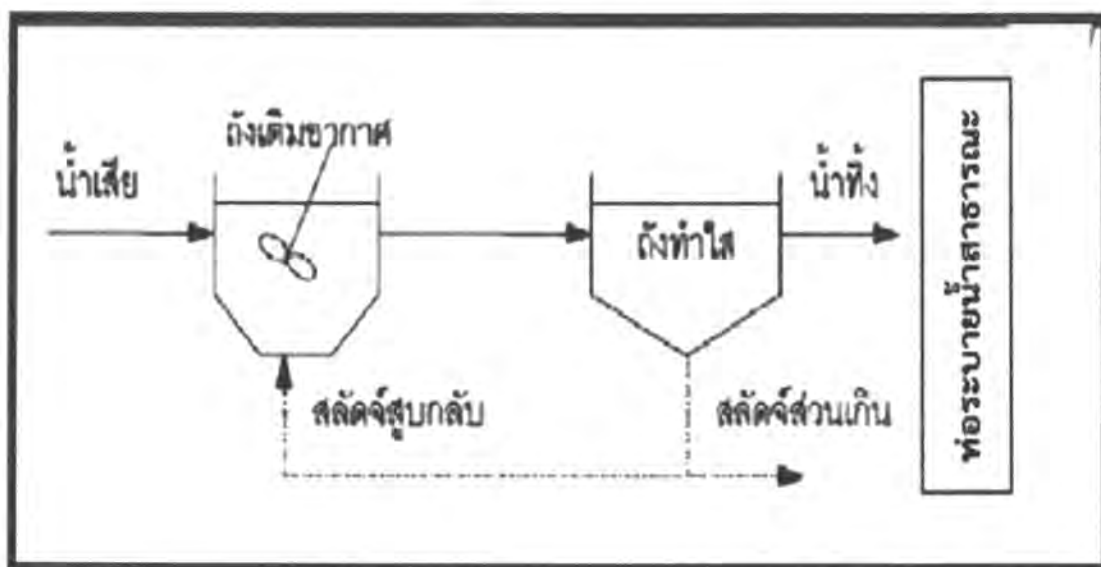 ถังเติมอากาศ
น้ำเสีย
น้ำทิ้ง
ถังทำใส
สลัดจ์สูบกลับ
สลัดจ์ส่วนเกิน
ท่อระบายน้ำสาธารณะ